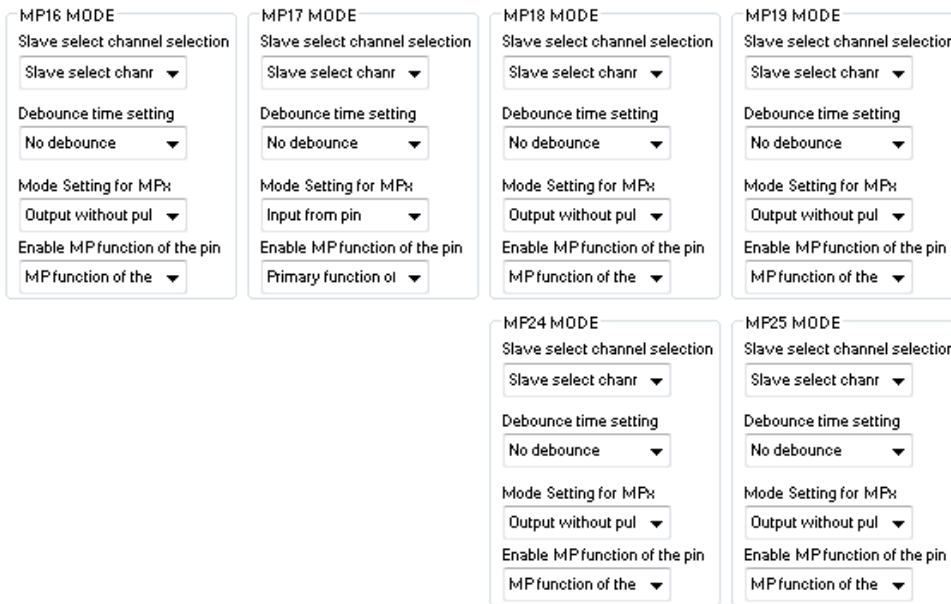 MP16 MODE
Slave select channel selection
Slave select chanr
Debounce time setting
No debounce
Mode Setting for MPx
Output without pul
Enable MP function of the pin
MP function of the
MP17 MODE
Slave select channel selection
Slave select chanr
Debounce time setting
No debounce
Mode Setting for MPx
Input from pin
Enable MP function of the pin
Primary function of
MP18 MODE
Slave select channel selection
Slave select chanr
Debounce time setting
No debounce
Mode Setting for MPx
Output without pul
Enable MP function of the pin
MP function of the
MP19 MODE
Slave select channel selection
Slave select chanr
Debounce time setting
No debounce
Mode Setting for MPx
Output without pul
Enable MP function of the pin
MP function of the
MP24 MODE
Slave select channel selection
Slave select chanr
Debounce time setting
No debounce
Mode Setting for MPx
Output without pul
Enable MP function of the pin
MP function of the
MP25 MODE
Slave select channel selection
Slave select chanr
Debounce time setting
No debounce
Mode Setting for MPx
Output without pul
Enable MP function of the pin
MP function of the